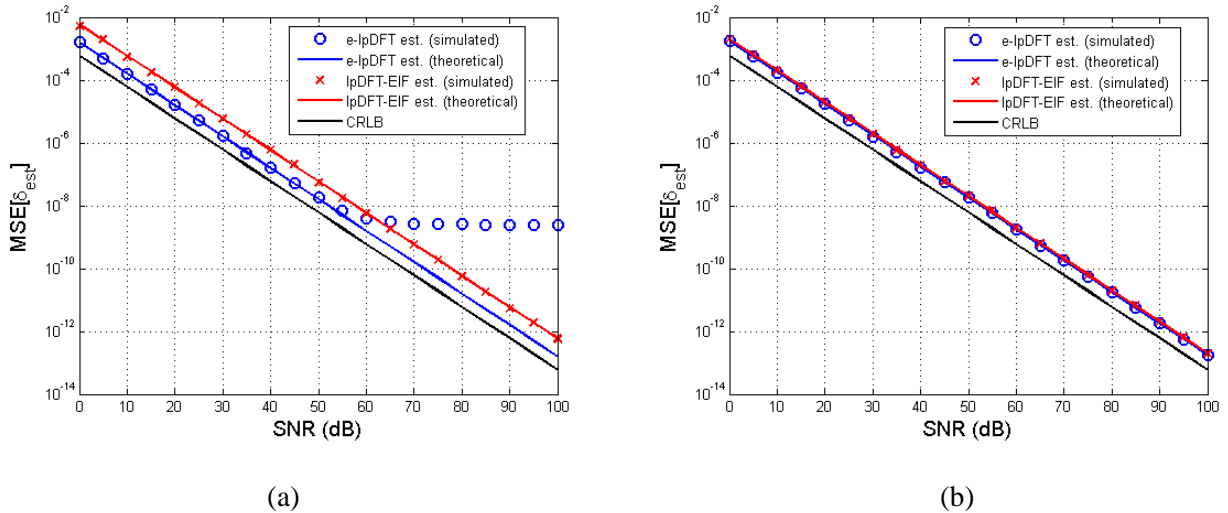 10^-2
10^-4
10^-6
10^-8
10^-10
10^-12
10^-14
MSE[δ_est]
e-IpDFT est. (simulated)
e-IpDFT est. (theoretical)
IpDFT-EIF est. (simulated)
IpDFT-EIF est. (theoretical)
CRLB
0 10 20 30 40 50 60 70 80 90 100
SNR (dB)
(a)
10^-2
10^-4
10^-6
10^-8
10^-10
10^-12
10^-14
MSE[δ_est]
e-IpDFT est. (simulated)
e-IpDFT est. (theoretical)
IpDFT-EIF est. (simulated)
IpDFT-EIF est. (theoretical)
CRLB
0 10 20 30 40 50 60 70 80 90 100
SNR (dB)
(b)